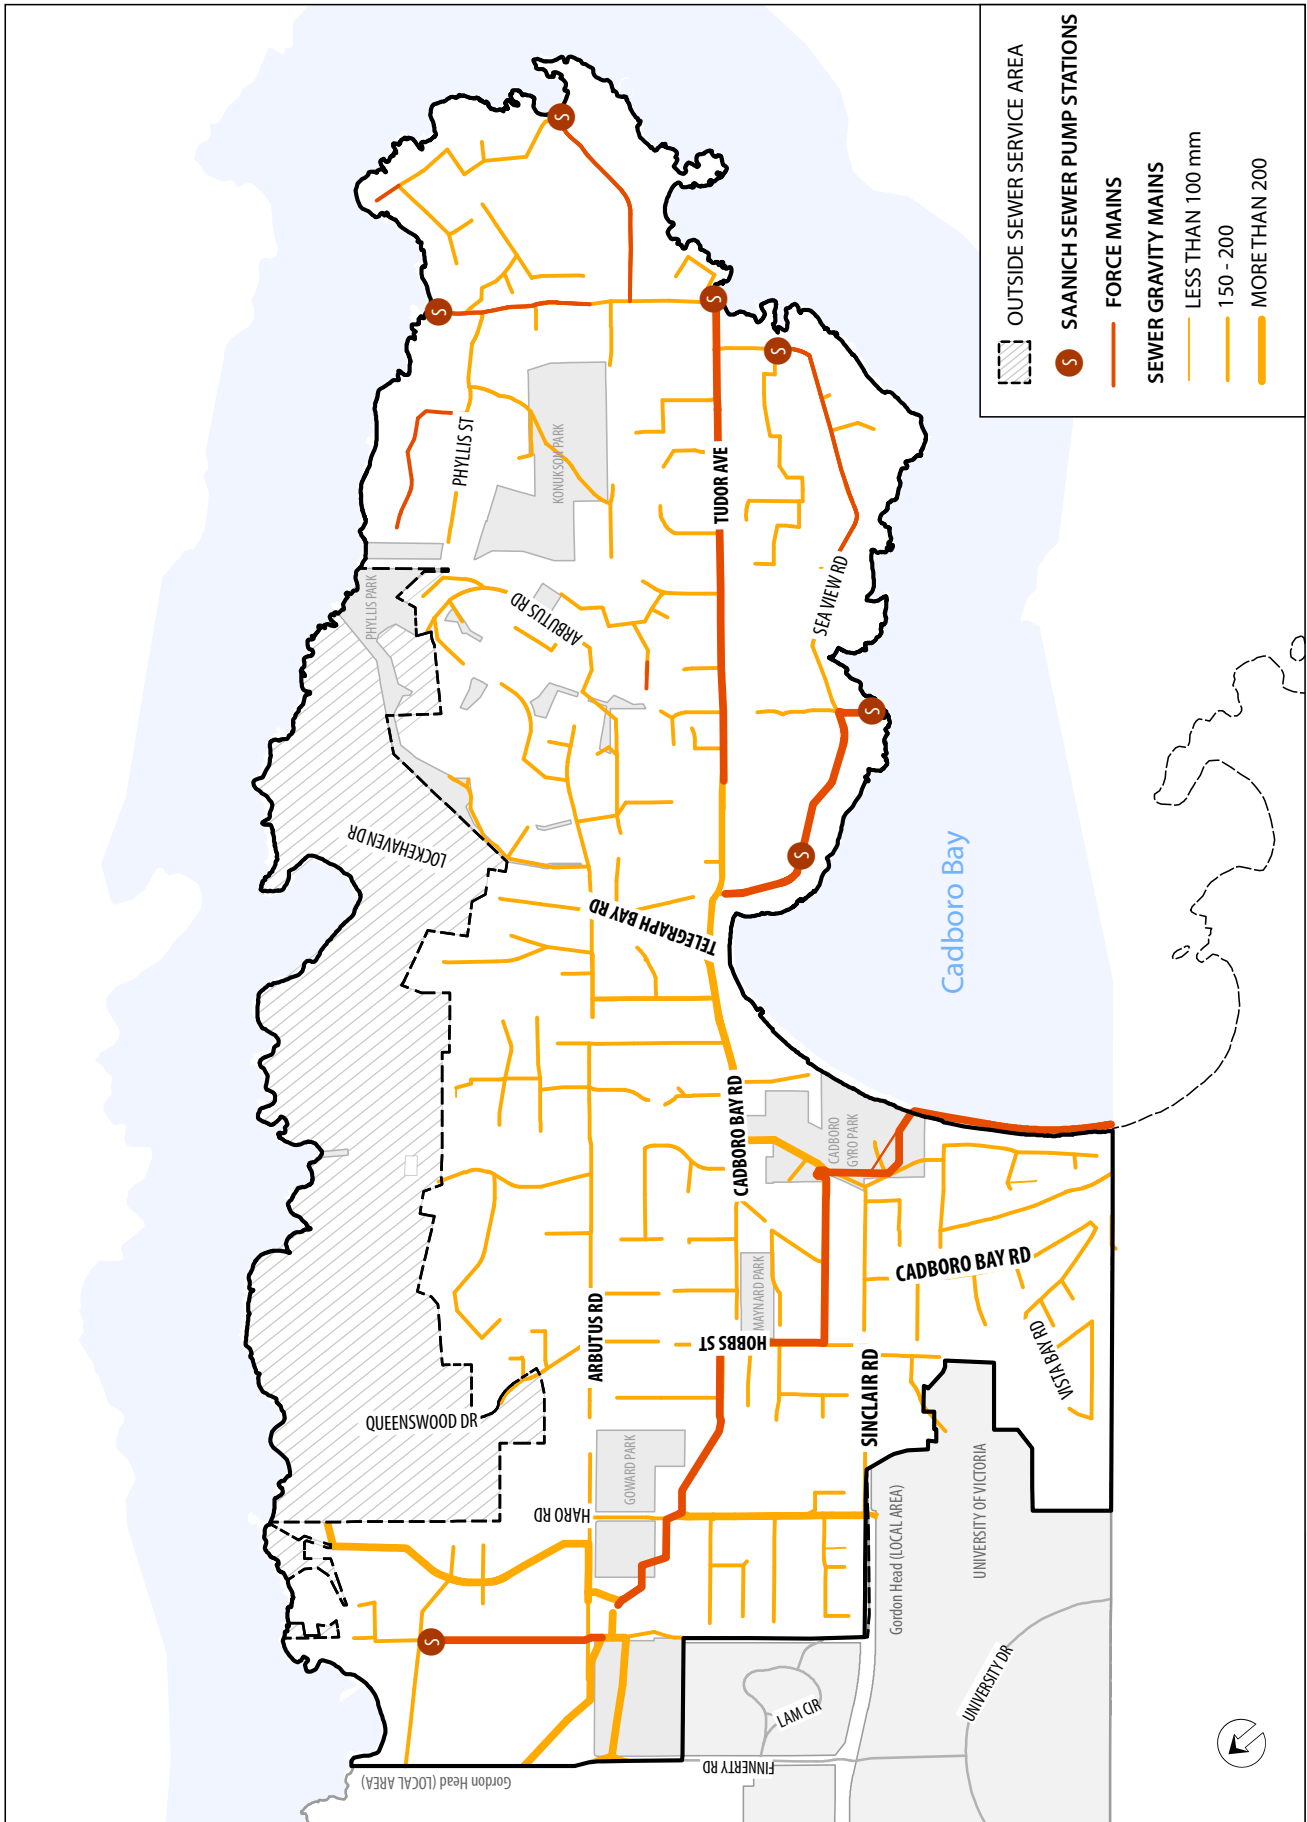 OUTSIDE SEWER SERVICE AREA
S
SAANICH SEWER PUMP STATIONS
FORCE MAINS
SEWER GRAVITY MAINS
LESS THAN 100 mm
150 - 200
MORE THAN 200
S
S
S
S
S
S
S
PHYLLIS ST
KONUKSON PARK
TUDOR AVE
SEA VIEW RD
PHYLLIS PARK
ARBUTUS RD
LOCKEHAVEN DR
TELEGRAPH BAY RD
Cadboro Bay
CADBORO BAY RD
CADBORO
GYRO PARK
CADBORO BAY RD
MAYNARD PARK
HOBBS ST
ARBUTUS RD
SINCLAIR RD
VISTA BAY RD
QUEENSWOOD DR
GOWARD PARK
HARO RD
UNIVERSITY OF VICTORIA
Gordon Head (LOCAL AREA)
UNIVERSITY DR
LAM CIR
FINNERTY RD
Gordon Head (LOCAL AREA)